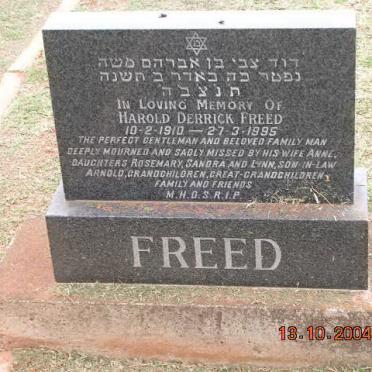 דוד צבי בן אברהם משה
נפטר כה באדר ב' תשנה
ת נ צ ב ה
IN LOVING MEMORY OF
HAROLD DERRICK FREED
10-2-1910 — 27-3-1995
THE PERFECT GENTLEMAN AND BELOVED FAMILY MAN
DEEPLY MOURNED AND SADLY MISSED BY HIS WIFE ANNE,
DAUGHTERS ROSEMARY, SANDRA AND LYNN, SON-IN-LAW
ARNOLD, GRANDCHILDREN, GREAT-GRANDCHILDREN
FAMILY AND FRIENDS
M.H.D.S.R.I.P.
FREED
13.10.2004